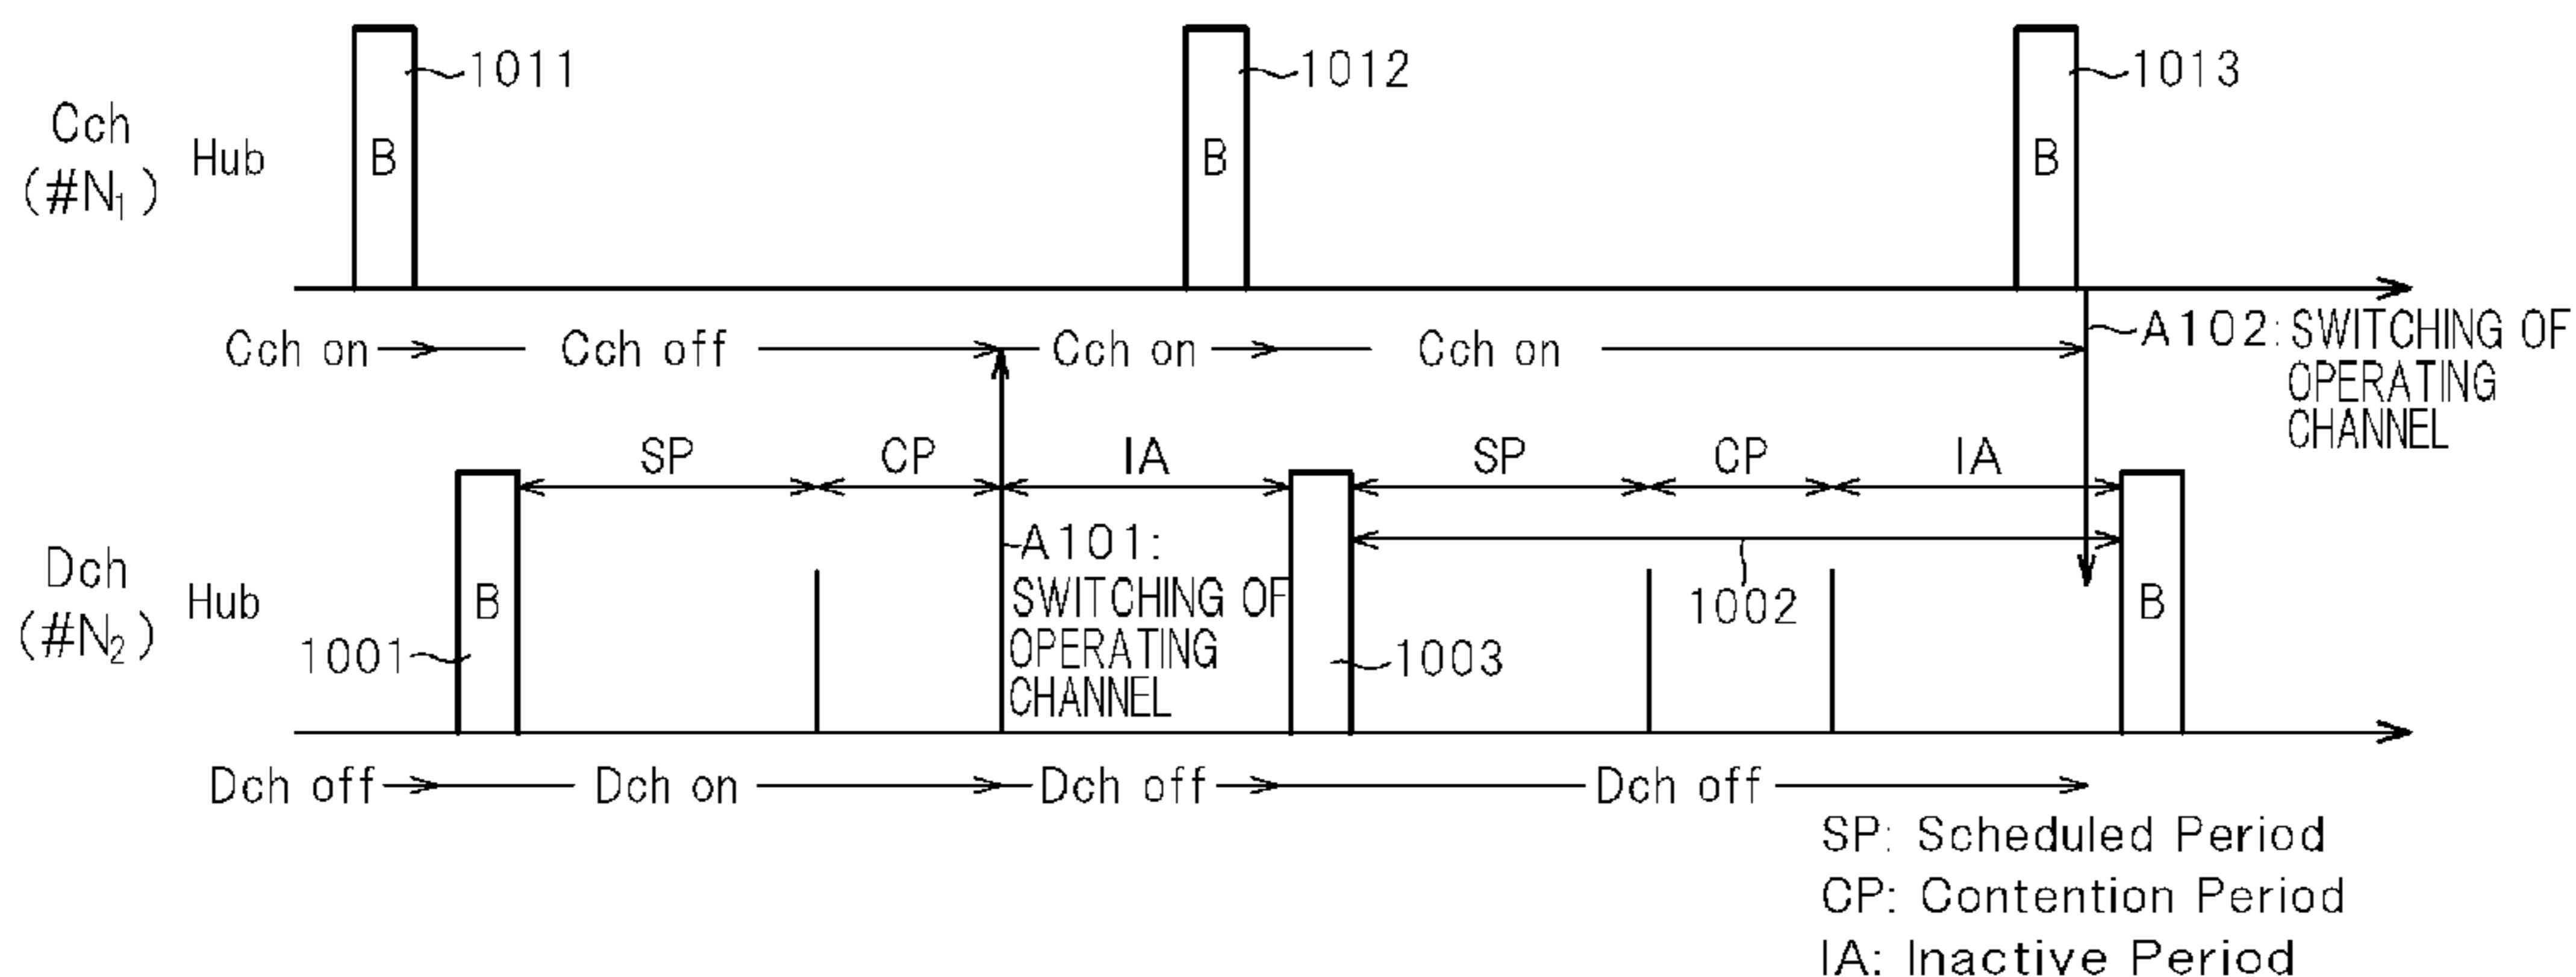 1011
1012
1013
Cch
(#N1)
Hub
B
B
B
Cch on
Cch off
Cch on
Cch on
A102: SWITCHING OF
OPERATING
CHANNEL
SP
CP
IA
SP
CP
IA
Dch
(#N2)
Hub
B
1001
A101:
SWITCHING OF
OPERATING
CHANNEL
1003
1002
B
Dch off
Dch on
Dch off
Dch off
SP: Scheduled Period
CP: Contention Period
IA: Inactive Period